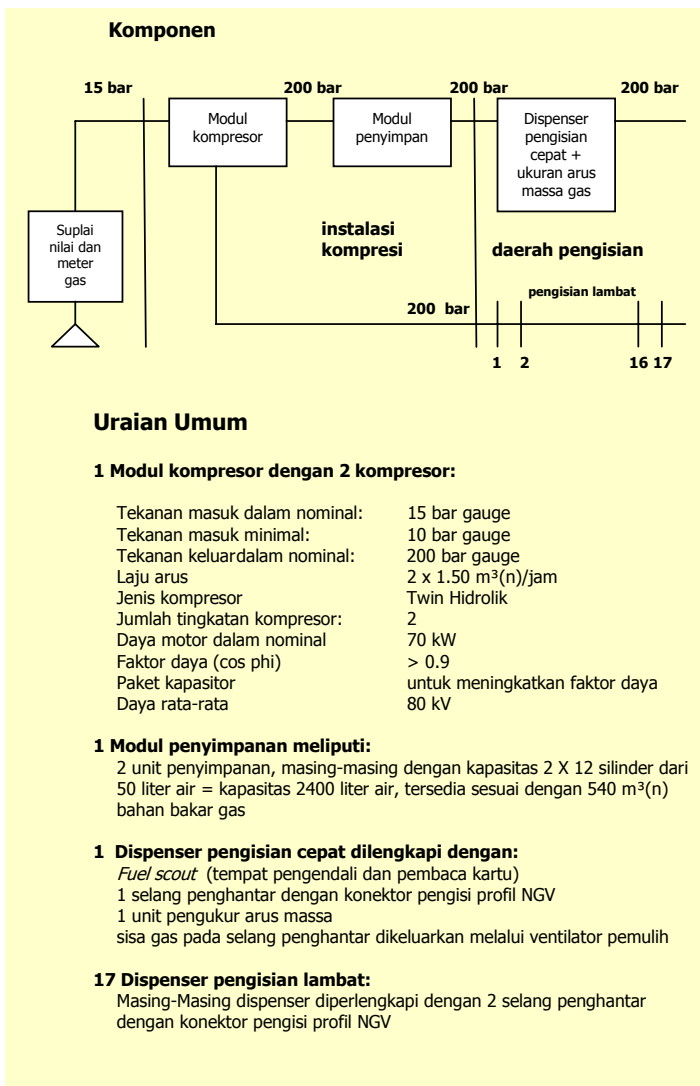 Komponen
15 bar
200 bar
200 bar
200 bar
Modul
kompresor
Modul
penyimpan
Dispenser
pengisian
cepat +
ukuran arus
massa gas
Suplai
nilai dan
meter
gas
instalasi
kompresi
daerah pengisian
pengisian lambat
200 bar
1 2 16 17
Uraian Umum
1 Modul kompresor dengan 2 kompresor:
Tekanan masuk dalam nominal: 15 bar gauge
Tekanan masuk minimal: 10 bar gauge
Tekanan keluardalam nominal: 200 bar gauge
Laju arus 2 x 1.50 m³(n)/jam
Jenis kompresor Twin Hidrolik
Jumlah tingkatan kompresor: 2
Daya motor dalam nominal 70 kW
Faktor daya (cos phi) > 0.9
Paket kapasitor untuk meningkatkan faktor daya
Daya rata-rata 80 kV
1 Modul penyimpanan meliputi:
2 unit penyimpanan, masing-masing dengan kapasitas 2 X 12 silinder dari
50 liter air = kapasitas 2400 liter air, tersedia sesuai dengan 540 m³(n)
bahan bakar gas
1 Dispenser pengisian cepat dilengkapi dengan:
Fuel scout (tempat pengendali dan pembaca kartu)
1 selang penghantar dengan konektor pengisi profil NGV
1 unit pengukur arus massa
sisa gas pada selang penghantar dikeluarkan melalui ventilator pemulih
17 Dispenser pengisian lambat:
Masing-Masing dispenser diperlengkapi dengan 2 selang penghantar
dengan konektor pengisi profil NGV